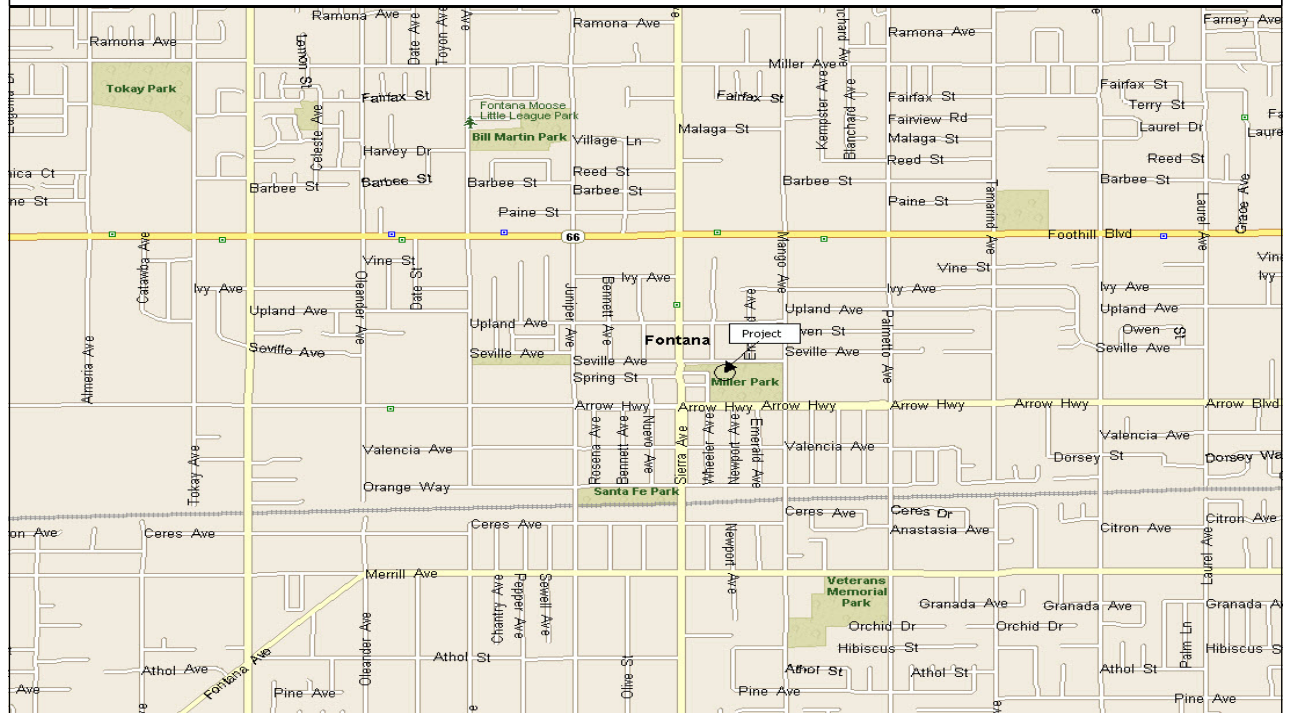 Ramona Ave
Ramona Ave
Date Ave
Toyon Ave
Ave
Ramona Ave
Blanchard Ave
Ramona Ave
Farney Ave
Lemon St
Miller Ave
Tokay Park
Fairfax St
Fontana Moose
Little League Park
Bill Martin Park
Fairfax St
Kempster Ave
Blanchard Ave
Fairfax St
Fairview Rd
Malaga St
Fairfax St
Terry St
Laurel Dr
Celeste Ave
Harvey Dr
Village Ln
Malaga St
Reed St
Reed St
Barbee St
Barbee St
Barbee St
Reed St
Barbee St
Barbee St
Barbee St
Paine St
Paine St
Tamarind Ave
Laurel Ave
Grace Ave
66
Foothill Blvd
Catawba Ave
Vine St
Mango Ave
Vine St
Ivy Ave
Oleander Ave
Date St
Ivy Ave
Ivy Ave
Ivy Ave
Ivy
Upland Ave
Upland Ave
Juniper Ave
Bennett Ave
Upland Ave
Palmetto Ave
Upland Ave
Owen St
Seville Ave
Seville Ave
Fontana
Project
Seville Ave
Seville Ave
Seville Ave
Spring St
Miller Park
Almeria Ave
Arrow Hwy
Arrow Hwy
Arrow Hwy
Arrow Hwy
Arrow Hwy
Arrow Blvd
Tokay Ave
Valencia Ave
Rosena Ave
Bennett Ave
Nuevo Ave
Sierra Ave
Wheeler Ave
Newport Ave
Emerald Ave
Valencia Ave
Valencia Ave
Dorsey St
Orange Way
Santa Fe Park
Ceres Ave
Ceres Ave
Ceres Ave
Ceres Dr
Anastasia Ave
Citron Ave
Citron Ave
Newport Ave
Laurel Ave
Merrill Ave
Chantry Ave
Pepper Ave
Sewell Ave
Veterans
Memorial
Park
Granada Ave
Granada Ave
Granada A
Orchid Dr
Orchid Dr
Hibiscus St
Hibiscus S
Palm Ln
Oleander Ave
Athol Ave
Fontana Ave
Athol St
Olive St
Athol St
Athol St
Athol St
Ave
Pine Ave
Pine Ave
Pine Ave